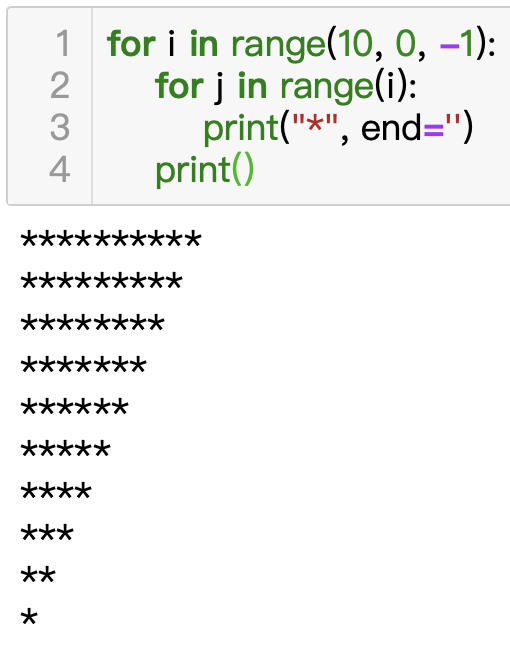 1 for i in range(10, 0, -1):
2     for j in range(i):
3         print("*", end='')
4     print()
**********
*********
********
*******
******
*****
****
***
**
*